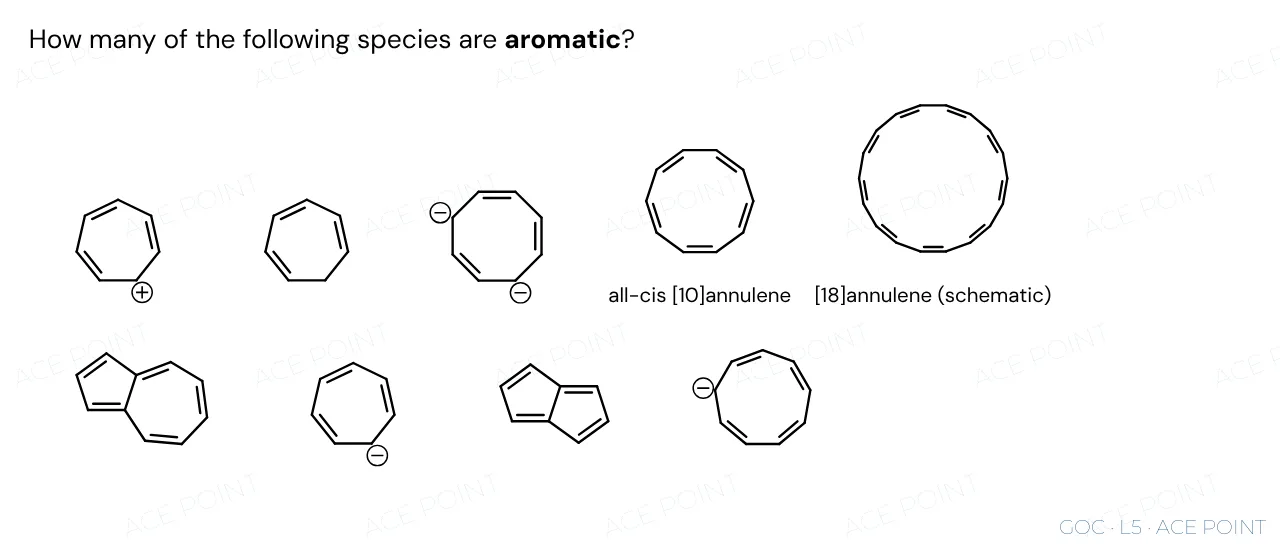 How many of the following species are aromatic?
all-cis [10]annulene
[18]annulene (schematic)
GOC · L5 · ACE POINT